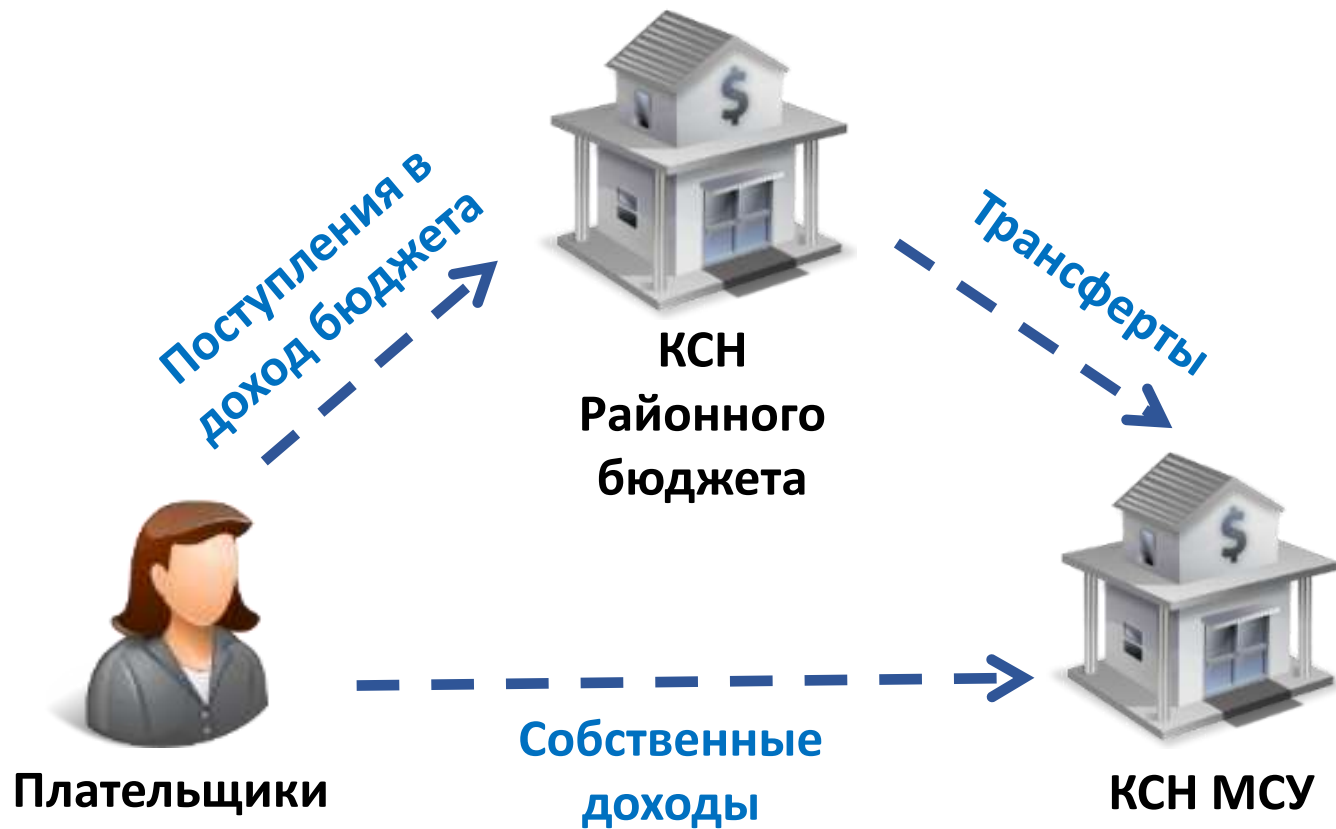 Поступления в
доход бюджета
Трансферты
КСН
Районного
бюджета
Собственные
доходы
Плательщики
КСН МСУ
$
$